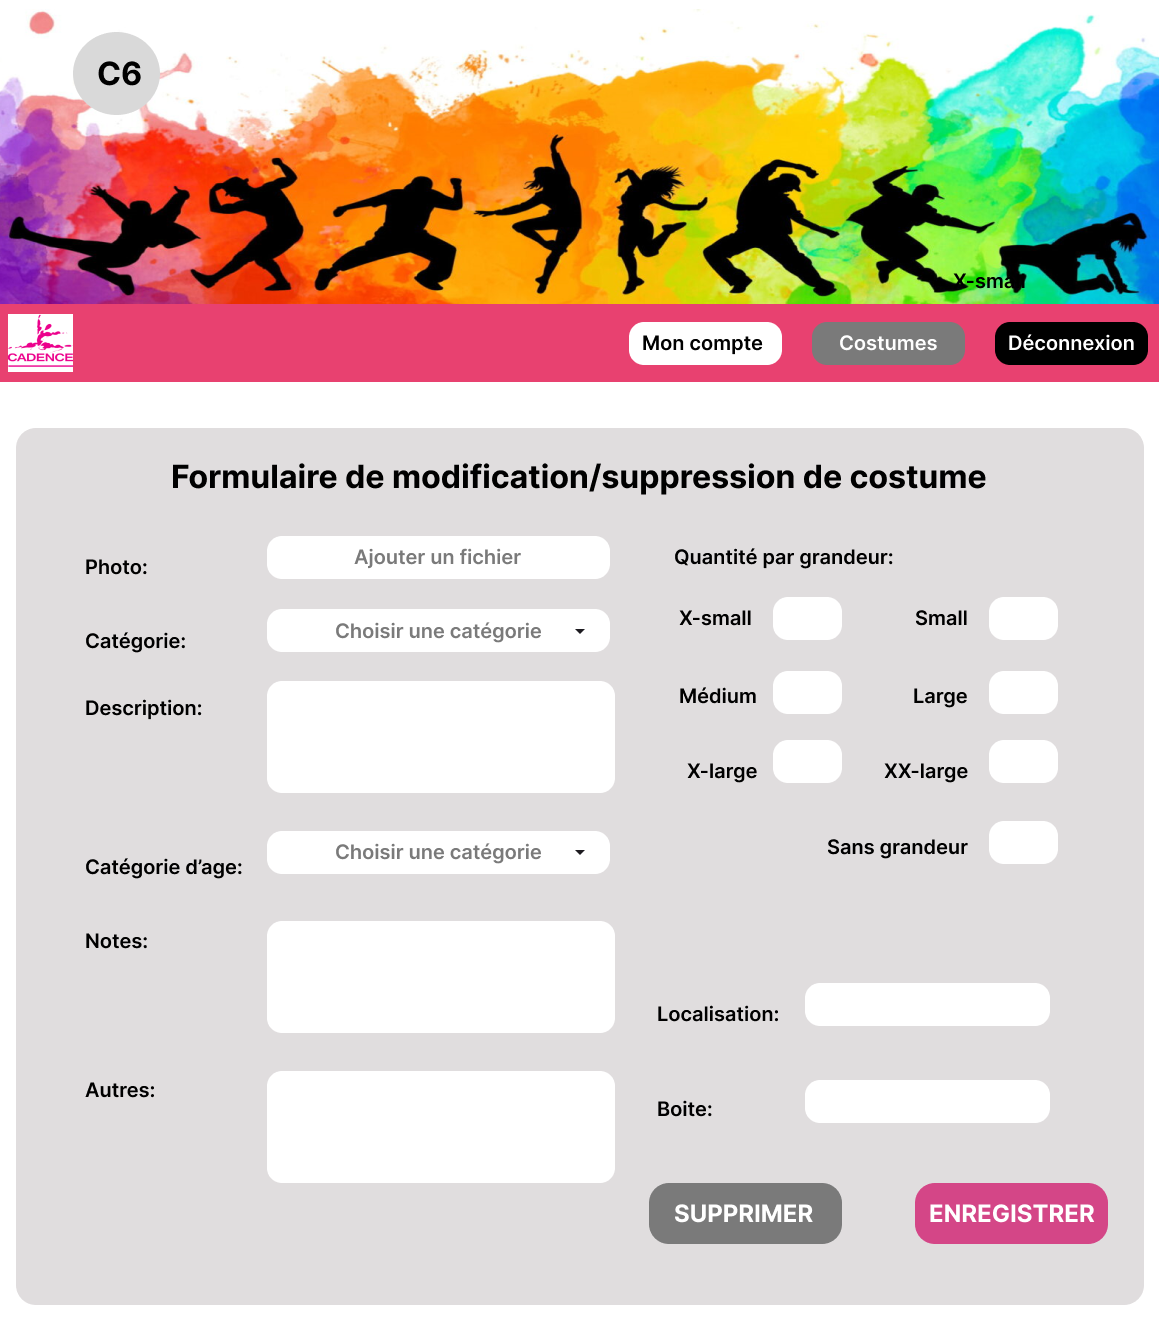 C6
X-small
CADENCE
Mon compte
Costumes
Déconnexion
Formulaire de modification/suppression de costume
Photo:
Ajouter un fichier
Catégorie:
Choisir une catégorie
Description:
Catégorie d’age:
Choisir une catégorie
Notes:
Autres:
Quantité par grandeur:
X-small
Small
Médium
Large
X-large
XX-large
Sans grandeur
Localisation:
Boite:
SUPPRIMER
ENREGISTRER